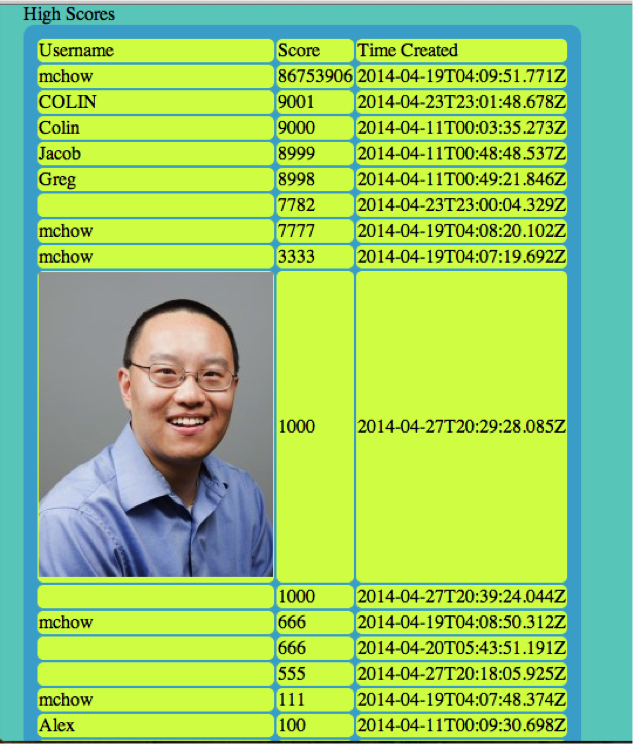 High Scores
Username Score Time Created
mchow 86753906 2014-04-19T04:09:51.771Z
COLIN 9001 2014-04-23T23:01:48.678Z
Colin 9000 2014-04-11T00:03:35.273Z
Jacob 8999 2014-04-11T00:48:48.537Z
Greg 8998 2014-04-11T00:49:21.846Z
7782 2014-04-23T23:00:04.329Z
mchow 7777 2014-04-19T04:08:20.102Z
mchow 3333 2014-04-19T04:07:19.692Z
1000 2014-04-27T20:29:28.085Z
1000 2014-04-27T20:39:24.044Z
mchow 666 2014-04-19T04:08:50.312Z
666 2014-04-20T05:43:51.191Z
555 2014-04-27T20:18:05.925Z
mchow 111 2014-04-19T04:07:48.374Z
Alex 100 2014-04-11T00:09:30.698Z